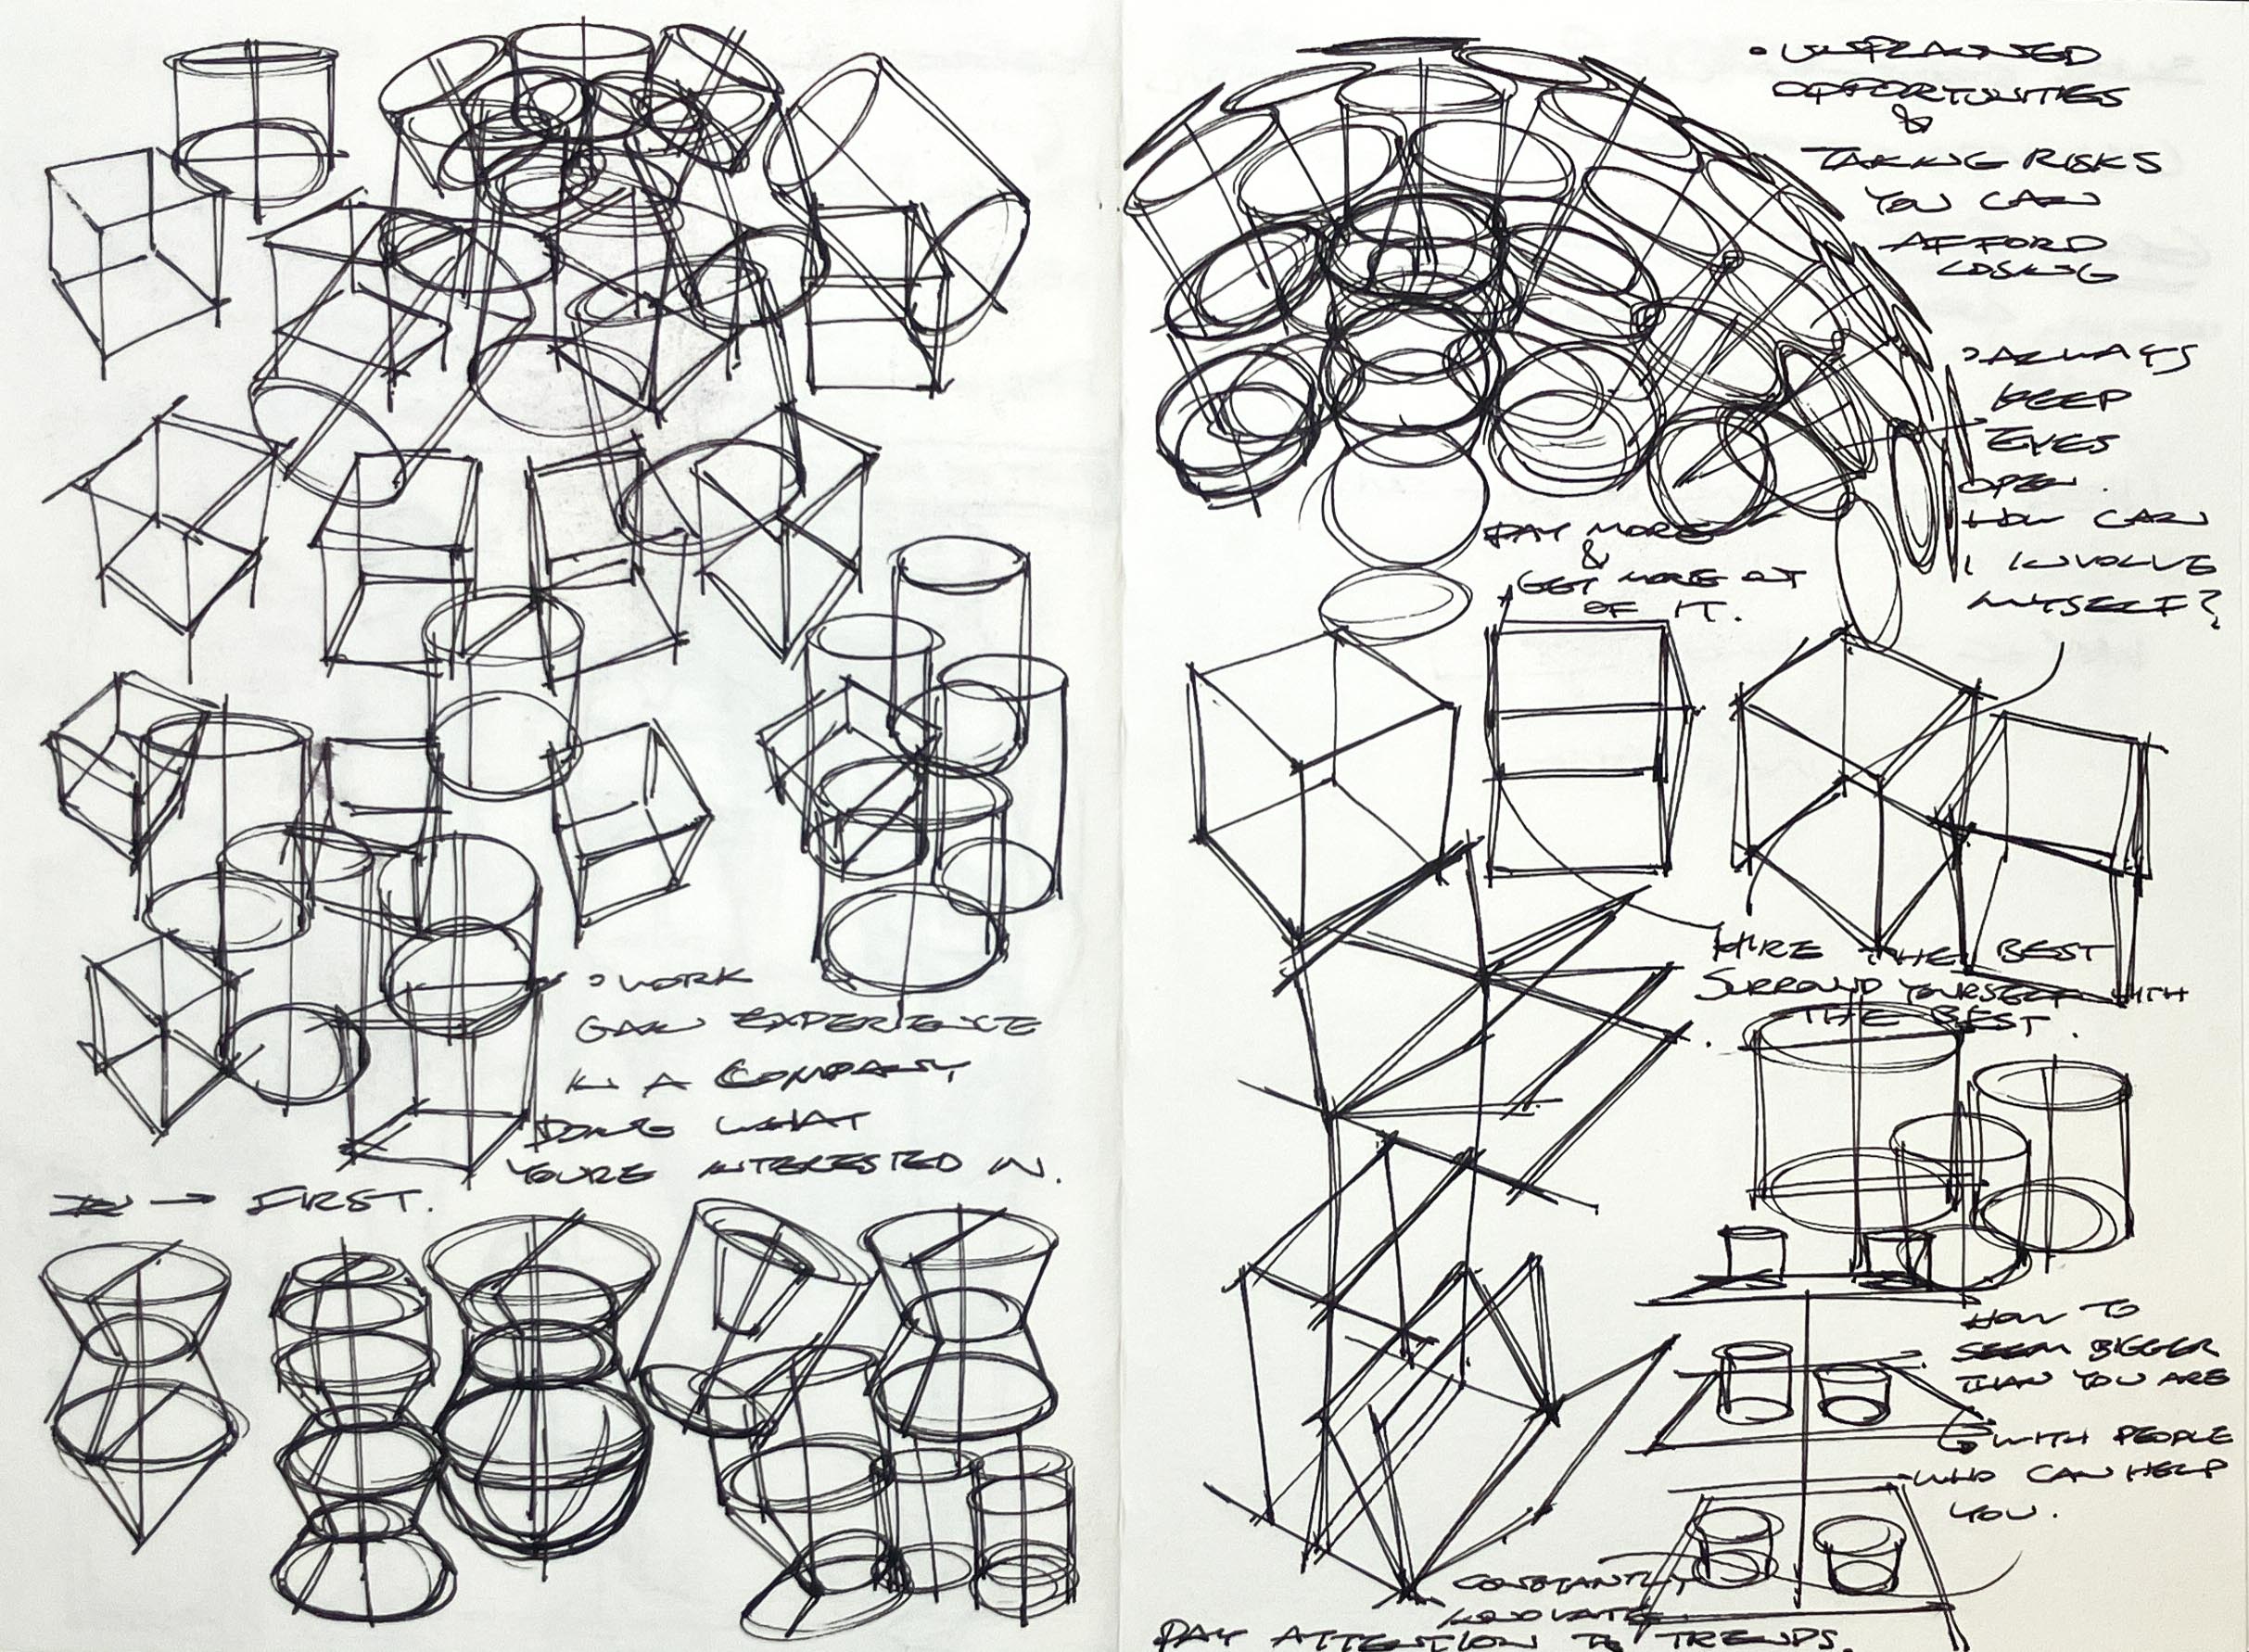 • WORK
GAIN EXPERIENCE
IN A COMPANY
DOING WHAT
YOURE INTERESTED IN.
→ FIRST.
• UNPLANNED
OPPORTUNITIES
&
TAKING RISKS
YOU CAN
AFFORD
LOSING
• ALWAYS
KEEP
EYES
OPEN.
HOW CAN
I INVOLVE
MYSELF?
PAY MORE
&
GET MORE OUT
OF IT.
HIRE THE BEST
SURROUND YOURSELF WITH
THE BEST.
HOW TO
SEEM BIGGER
THAN YOU ARE
↳ WITH PEOPLE
WHO CAN HELP
YOU.
CONSTANTLY
INNOVATE.
PAY ATTENTION TO TRENDS.